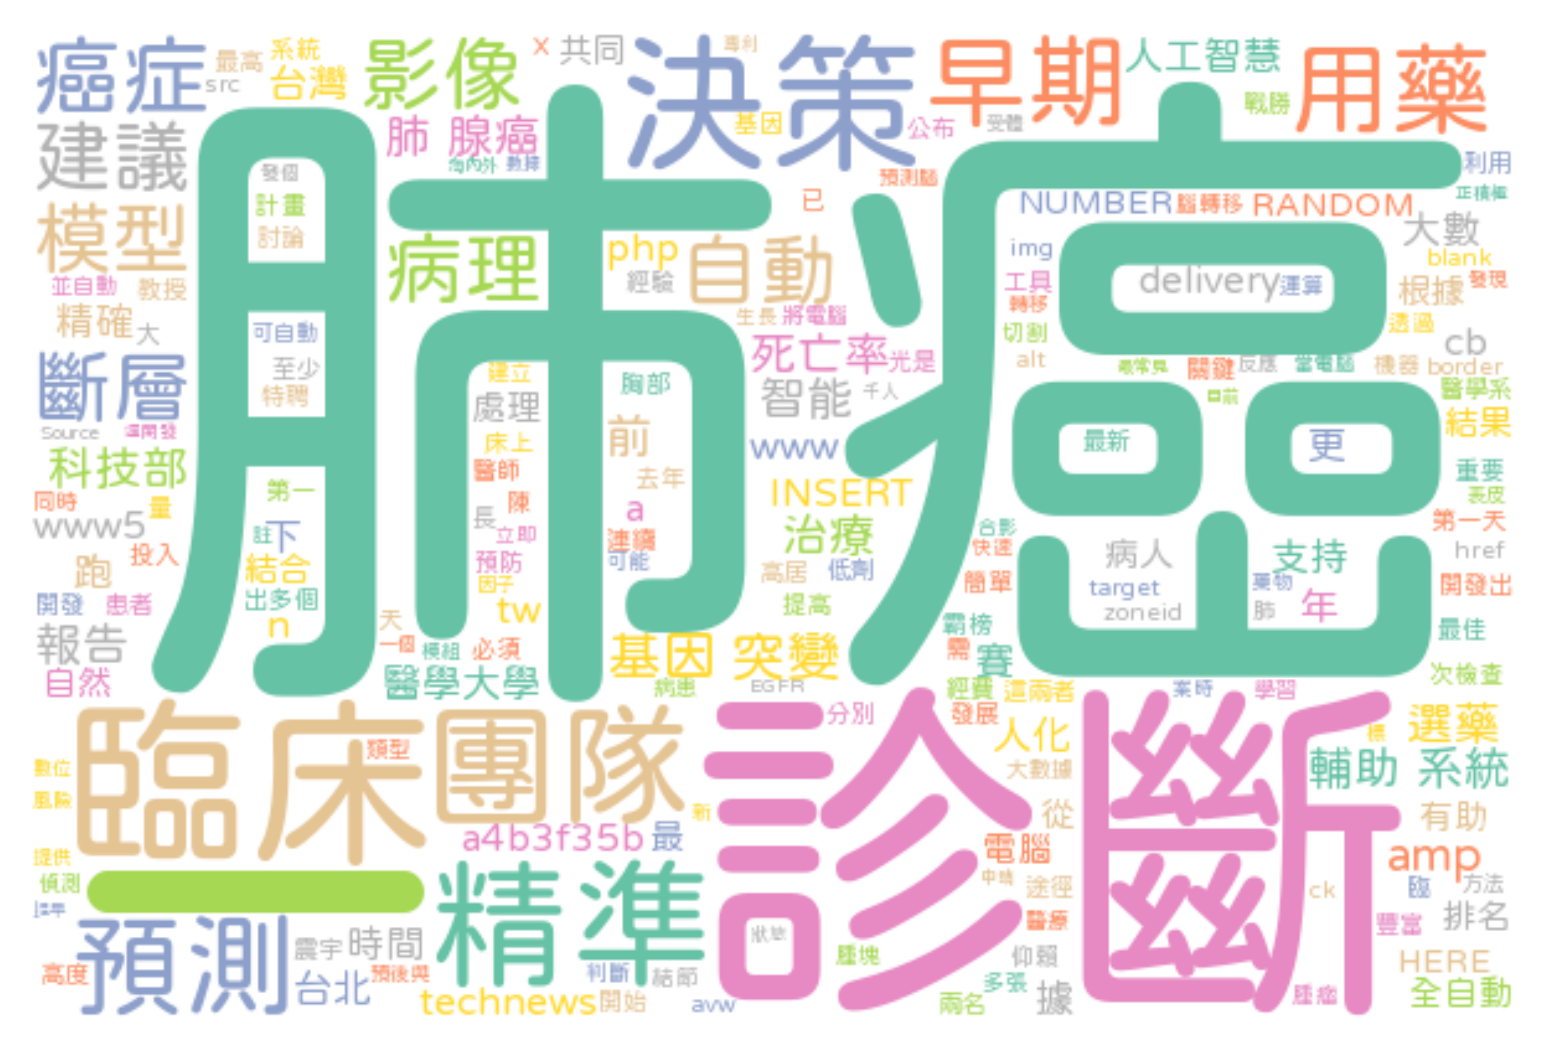 癌症
最高
src
系統
台灣
影像
x
共同
決策
專利
早期
人工智慧
用藥
戰勝
建議
肺 腺癌
海內外
數據
基因
公布
受體
利用
預測腦
正積極
肺癌
發個
計畫
討論
模型
病理
php
經驗
自動
已
NUMBER
腦轉移
RANDOM
大數
img
blank
並自動
教授
工具
delivery
運算
根據
發現
轉移
精確
大
可自動
生長
將電腦
切割
透過
cb
斷層
至少
特聘
建立
胸部
死亡率
光是
alt
最常見
關鍵
反應
當電腦
機器
border
處理
智能
千人
目前
醫學系
Source
床上
前
www
最新
更
結果
科技部
醫師
去年
重要
同時
www5
量
第一
陳
長
a
INSERT
表皮
第一天
註
下
立即
連續
治療
合影
快速
跑
投入
結合
預防
可能
高居
低劑
病人
支持
href
因子
簡單
target
藥物
開發出
開發
患者
出多個
n
tw
提高
zoneid
肺
年
報告
天
一個
模組
必須
基因 突變
霸榜
需
賽
最佳
自然
醫學大學
病患
EGFR
經費
這兩者
案時
學習
次檢查
臨床
團隊
類型
診斷
分別
發展
人化
標
選藥
數位
大數據
輔助 系統
風險
新
a4b3f35b
最
從
有助
提供
電腦
amp
偵測
一
精準
中靖
途徑
ck
臨
方法
預測
震宇
時間
狀態
醫療
豐富
排名
高度
台北
預後與
判斷
結節
腫塊
仰賴
HERE
technews
開始
avw
多張
兩名
據
腫瘤
全自動